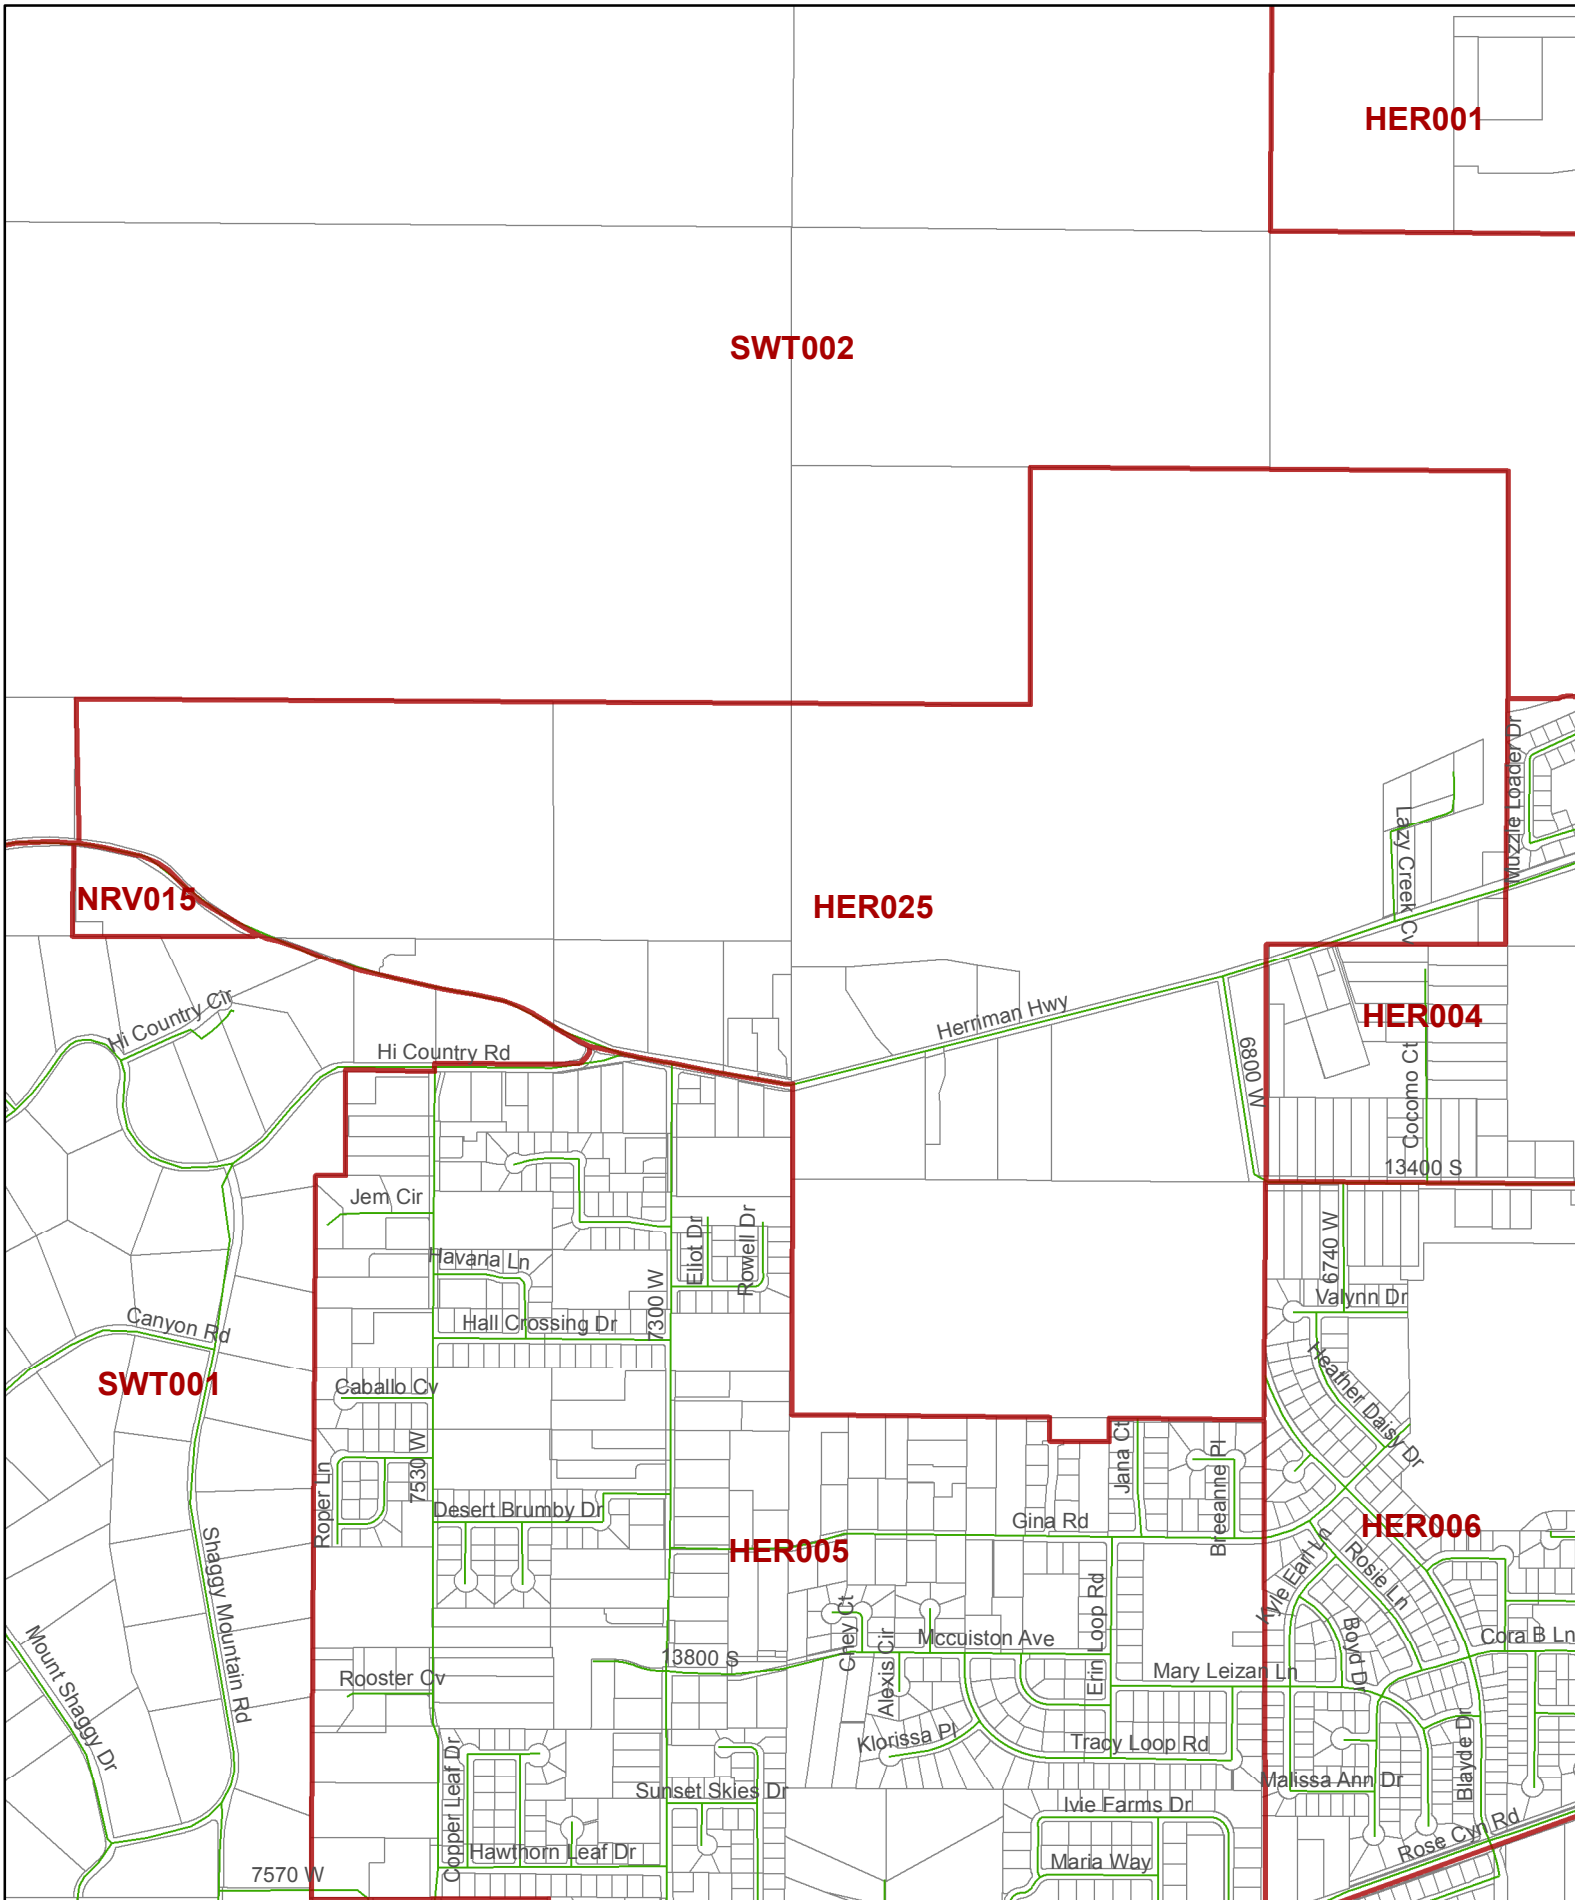 HER001
SWT002
Muzzle Loader Dr
Lazy Creek Cv
NRV015
HER025
Hi Country Cir
Herriman Hwy
HER004
Hi Country Rd
6800 W
Cocomo Ct
13400 S
Jem Cir
Eliot Dr
Rowell Dr
6740 W
Havana Ln
7300 W
Valynn Dr
Canyon Rd
Hall Crossing Dr
SWT001
Caballo Cv
Heather Daisy Dr
7530 W
Jana Ct
Breeanne Pl
Roper Ln
Desert Brumby Dr
Gina Rd
HER006
HER005
Shaggy Mountain Rd
Kyle Earl Ln
Rosie Ln
Erin Loop Rd
Chey Ct
Alexis Cir
Mccuiston Ave
Boyd Dr
Cora B Ln
Mount Shaggy Dr
13800 S
Rooster Cv
Mary Leizan Ln
Klorissa Pl
Tracy Loop Rd
Blayde Dr
Copper Leaf Dr
Sunset Skies Dr
Malissa Ann Dr
Ivie Farms Dr
Rose Cyn Rd
Hawthorn Leaf Dr
Maria Way
7570 W